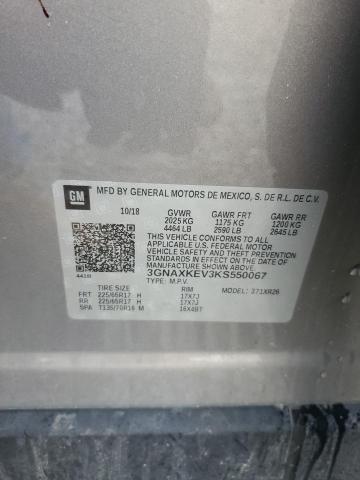 GM
MFD BY GENERAL MOTORS DE MEXICO, S. DE R.L. DE C.V.
10/18 GVWR GAWR FRT GAWR RR
2025 KG 1175 KG 1200 KG
4464 LB 2590 LB 2645 LB
THIS VEHICLE CONFORMS TO ALL APPLICABLE
U.S. FEDERAL MOTOR VEHICLE SAFETY, BUMPER,
AND THEFT PREVENTION STANDARDS
IN EFFECT ON THE DATE OF
MANUFACTURE SHOWN ABOVE.
3GNAXKEV3KS550067
TYPE: M.P.V.
TIRE SIZE RIM MODEL: 371XR26
FRT 225/65R17 H 17X7J
RR 225/65R17 H 17X7J
SPA T135/70R16 M 16X4BT